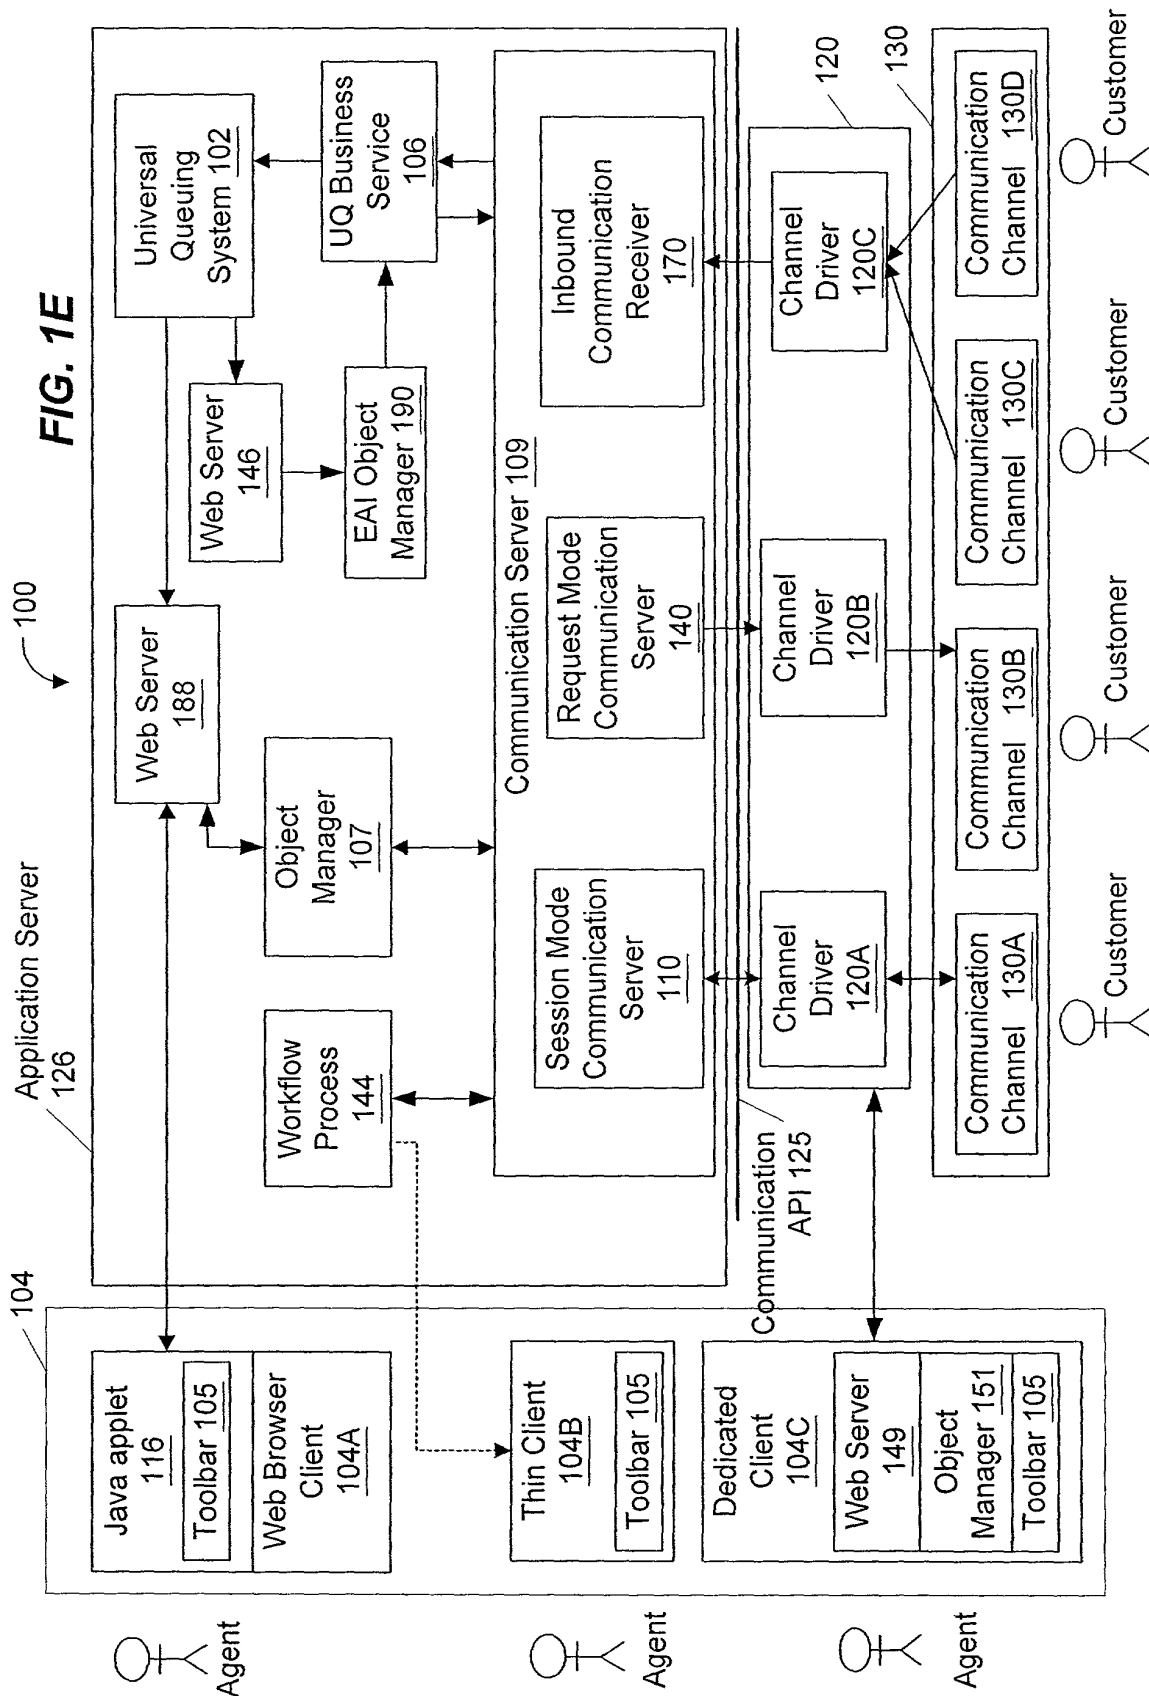 FIG. 1E
100
Application Server
126
104
Java applet
116
Toolbar 105
Web Browser
Client
104A
Thin Client
104B
Toolbar 105
Dedicated
Client
104C
Web Server
149
Object
Manager 151
Toolbar 105
Agent
Agent
Agent
Web Server
188
Universal
Queuing
System 102
Web Server
146
EAI Object
Manager 190
UQ Business
Service
106
Workflow
Process
144
Object
Manager
107
Communication Server 109
Session Mode
Communication
Server
110
Request Mode
Communication
Server
140
Inbound
Communication
Receiver
170
Communication
API 125
120
Channel
Driver
120A
Channel
Driver
120B
Channel
Driver
120C
130
Communication
Channel 130A
Communication
Channel 130B
Communication
Channel 130C
Communication
Channel 130D
Customer
Customer
Customer
Customer